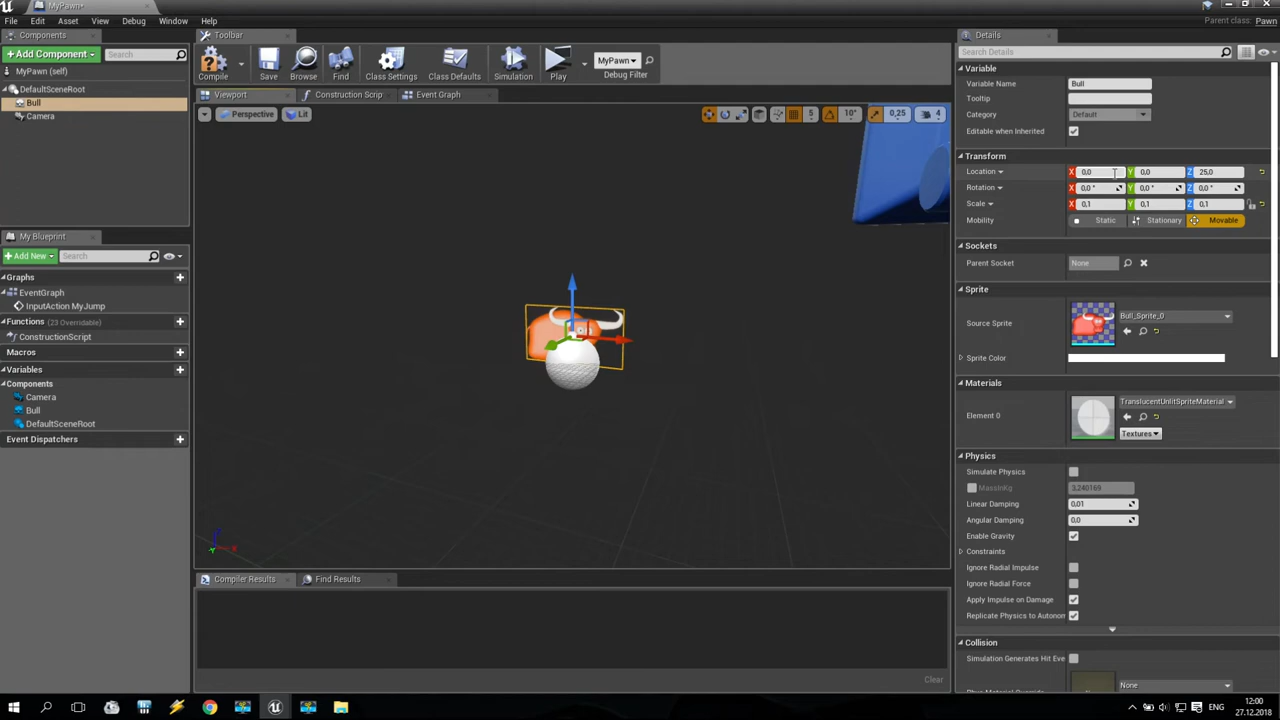 MyPawn*
File Edit Asset View Debug Window Help
Parent class: Pawn
Components
Toolbar
Details
+Add Component
Search
Compile
Save
Browse
Find
Class Settings
Class Defaults
Simulation
Play
MyPawn
Debug Filter
Search Details
MyPawn (self)
DefaultSceneRoot
Bull
Camera
Viewport
Construction Scrip
Event Graph
Perspective
Lit
5
10°
0,25
4
Variable
Variable Name
Bull
Tooltip
Category
Default
Editable when Inherited
Transform
Location
X 0,0 Y 0,0 Z 25,0
Rotation
X 0,0 ° Y 0,0 ° Z 0,0 °
Scale
X 0,1 Y 0,1 Z 0,1
Mobility
Static Stationary Movable
Sockets
Parent Socket
None
Sprite
Source Sprite
Bull_Sprite_0
Sprite Color
Materials
Element 0
TranslucentUnlitSpriteMaterial
Textures
Physics
Simulate Physics
MassInKg
3,240169
Linear Damping
0,01
Angular Damping
0,0
Enable Gravity
Constraints
Ignore Radial Impulse
Ignore Radial Force
Apply Impulse on Damage
Replicate Physics to Autonom
Collision
Simulation Generates Hit Eve
Phys Material Override
None
My Blueprint
+Add New
Search
Graphs
EventGraph
InputAction MyJump
Functions (23 Overridable)
ConstructionScript
Macros
Variables
Components
Camera
Bull
DefaultSceneRoot
Event Dispatchers
Compiler Results
Find Results
Clear
ENG
12:00
27.12.2018